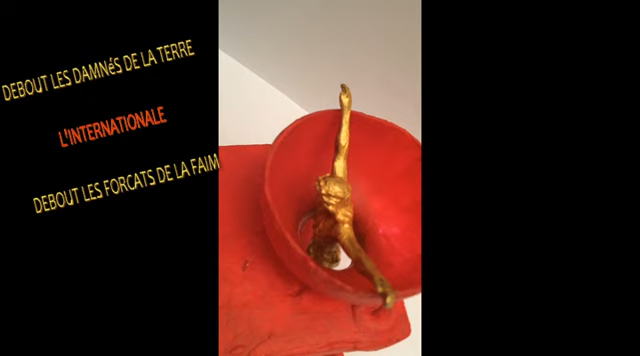 DEBOUT LES DAMNéS DE LA TERRE
L'INTERNATIONALE
DEBOUT LES FORCATS DE LA FAIM